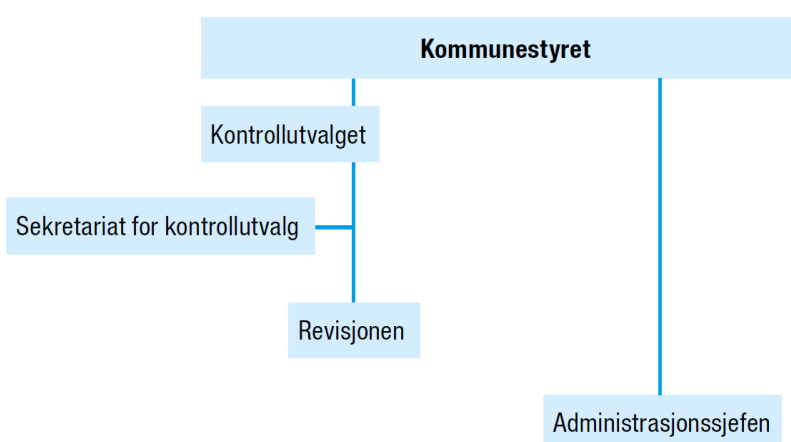 Kommunestyret
Kontrollutvalget
Sekretariat for kontrollutvalg
Revisjonen
Administrasjonssjefen